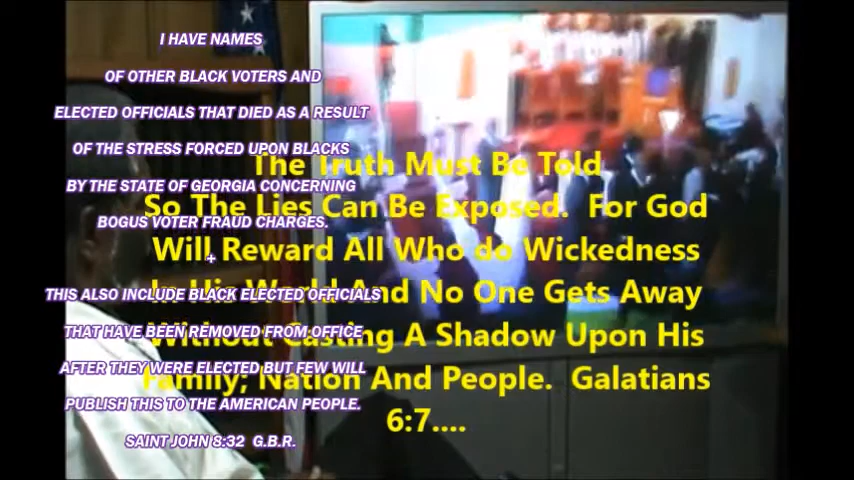 I HAVE NAMES
OF OTHER BLACK VOTERS AND
ELECTED OFFICIALS THAT DIED AS A RESULT
OF THE STRESS FORCED UPON BLACKS
BY THE STATE OF GEORGIA CONCERNING
BOGUS VOTER FRAUD CHARGES.
+
THIS ALSO INCLUDE BLACK ELECTED OFFICIALS
THAT HAVE BEEN REMOVED FROM OFFICE
AFTER THEY WERE ELECTED BUT FEW WILL
PUBLISH THIS TO THE AMERICAN PEOPLE.
SAINT JOHN 8:32 G.B.R.
The Truth Must Be Told
So The Lies Can Be Exposed. For God
Will Reward All Who do Wickedness
In His World And No One Gets Away
Without Casting A Shadow Upon His
Family, Nation And People. Galatians
6:7....